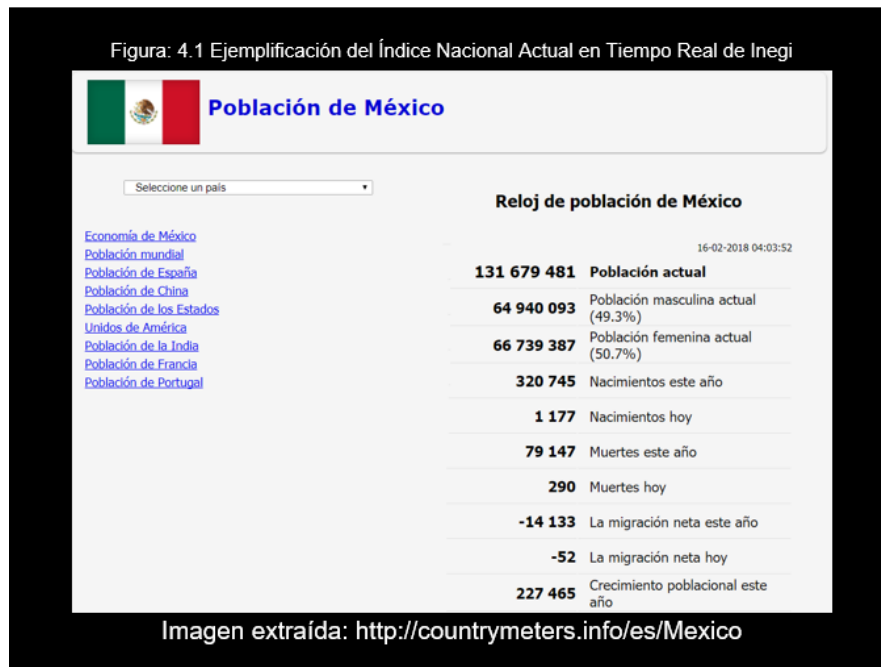 Figura: 4.1 Ejemplificación del Índice Nacional Actual en Tiempo Real de Inegi
Población de México
Seleccione un país
Economía de México
Población mundial
Población de España
Población de China
Población de los Estados
Unidos de América
Población de la India
Población de Francia
Población de Portugal
Reloj de población de México
16-02-2018 04:03:52
131 679 481 Población actual
64 940 093 Población masculina actual
(49.3%)
66 739 387 Población femenina actual
(50.7%)
320 745 Nacimientos este año
1 177 Nacimientos hoy
79 147 Muertes este año
290 Muertes hoy
-14 133 La migración neta este año
-52 La migración neta hoy
227 465 Crecimiento poblacional este
año
Imagen extraída: http://countrymeters.info/es/Mexico